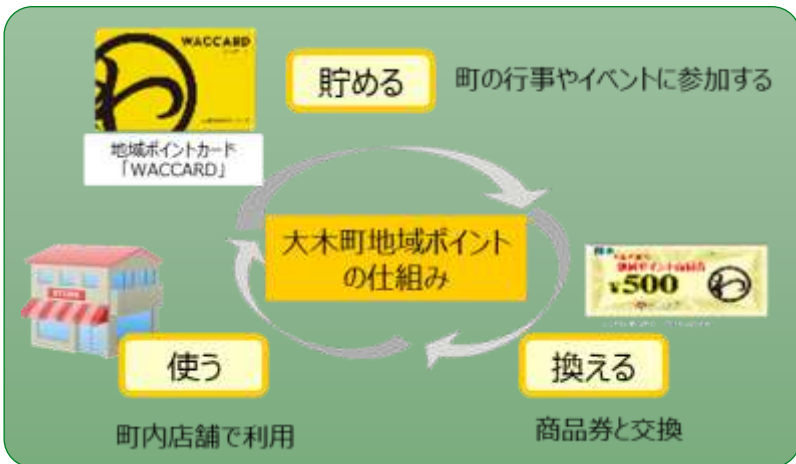 WACCARD
わ
貯める
町の行事やイベントに参加する
地域ポイントカード
「WACCARD」
大木町地域ポイント
の仕組み
¥500
わ
STORE
使う
換える
町内店舗で利用
商品券と交換